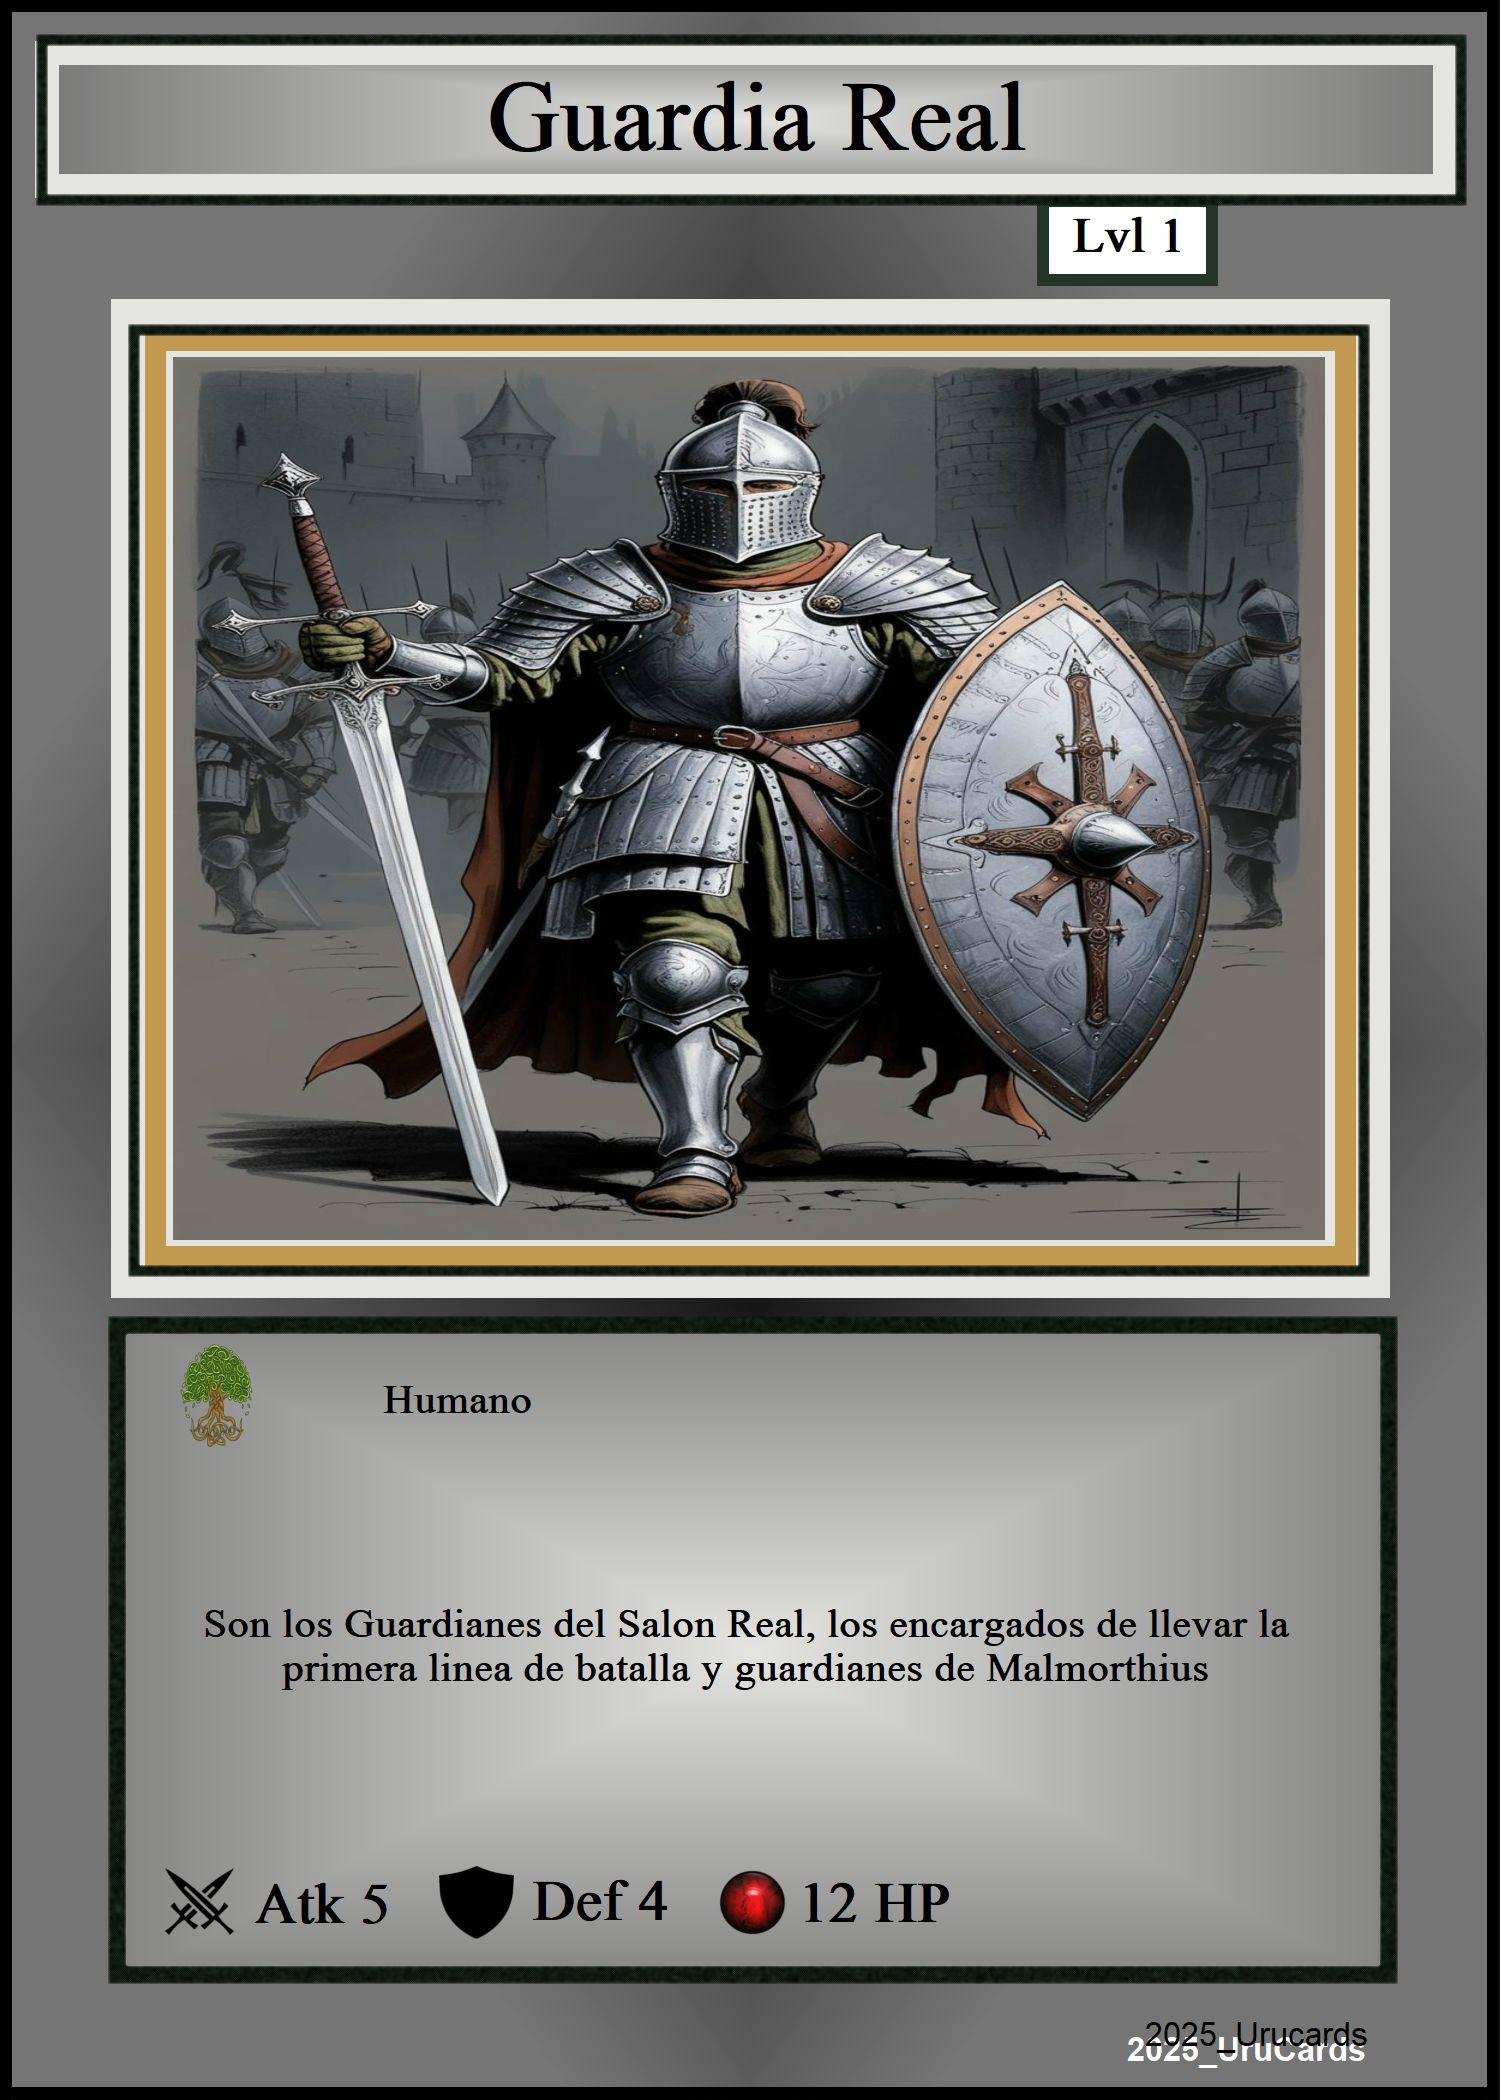 Guardia Real
Lvl 1
Humano
Son los Guardianes del Salon Real, los encargados de llevar la
primera linea de batalla y guardianes de Malmorthius
Atk 5 Def 4 12 HP
2025_Urucards
2025_UruCards